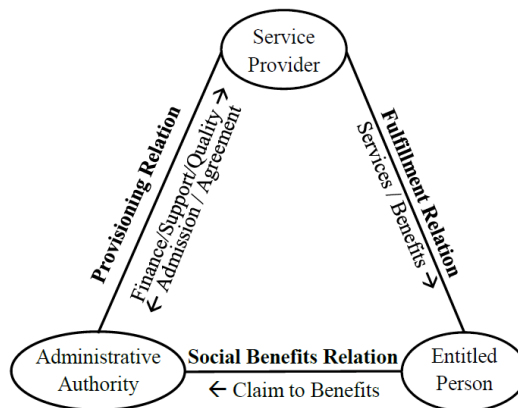 Service
Provider
Provisioning Relation
Finance/Support/Quality →
← Admission / Agreement
Fulfillment Relation
Services / Benefits →
Administrative
Authority
Social Benefits Relation
← Claim to Benefits
Entitled
Person